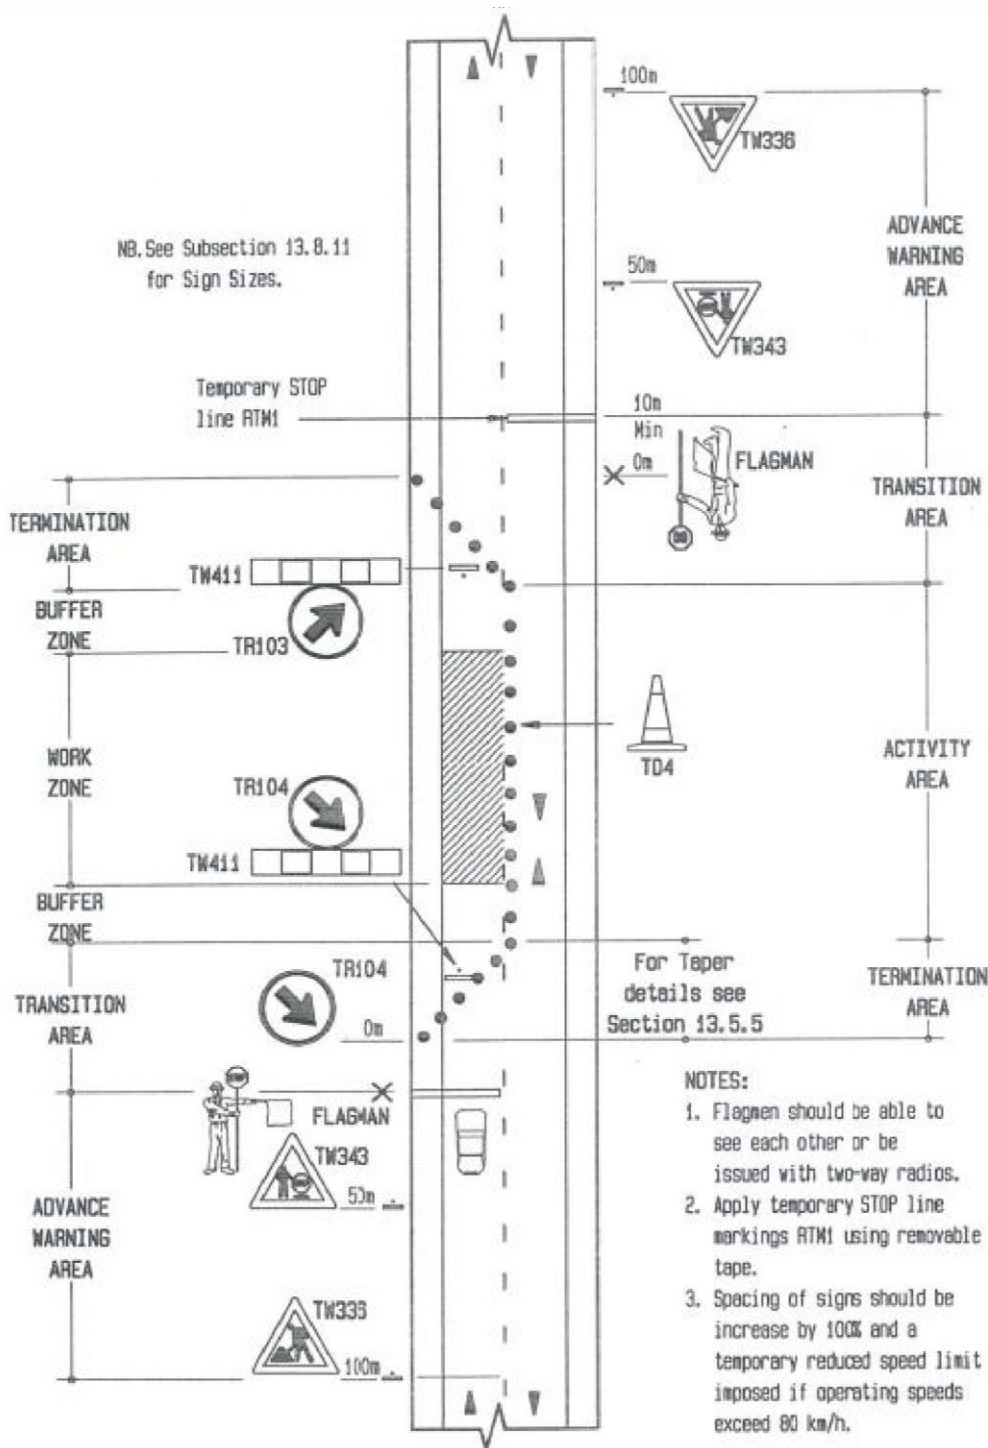 100m
TW336
NB.See Subsection 13.8.11
for Sign Sizes.
ADVANCE
WARNING
AREA
50m
TW343
Temporary STOP
line RTM1
10m
Min
0m
FLAGMAN
TRANSITION
AREA
TERMINATION
AREA
TW411
BUFFER
ZONE
TR103
WORK
ZONE
TD4
ACTIVITY
AREA
TR104
TW411
BUFFER
ZONE
TR104
For Taper
details see
Section 13.5.5
TERMINATION
AREA
TRANSITION
AREA
0m
STOP
FLAGMAN
TW343
50m
ADVANCE
WARNING
AREA
TW336
100m
NOTES:
1. Flagmen should be able to
see each other or be
issued with two-way radios.
2. Apply temporary STOP line
markings RTM1 using removable
tape.
3. Spacing of signs should be
increase by 100% and a
temporary reduced speed limit
imposed if operating speeds
exceed 80 km/h.